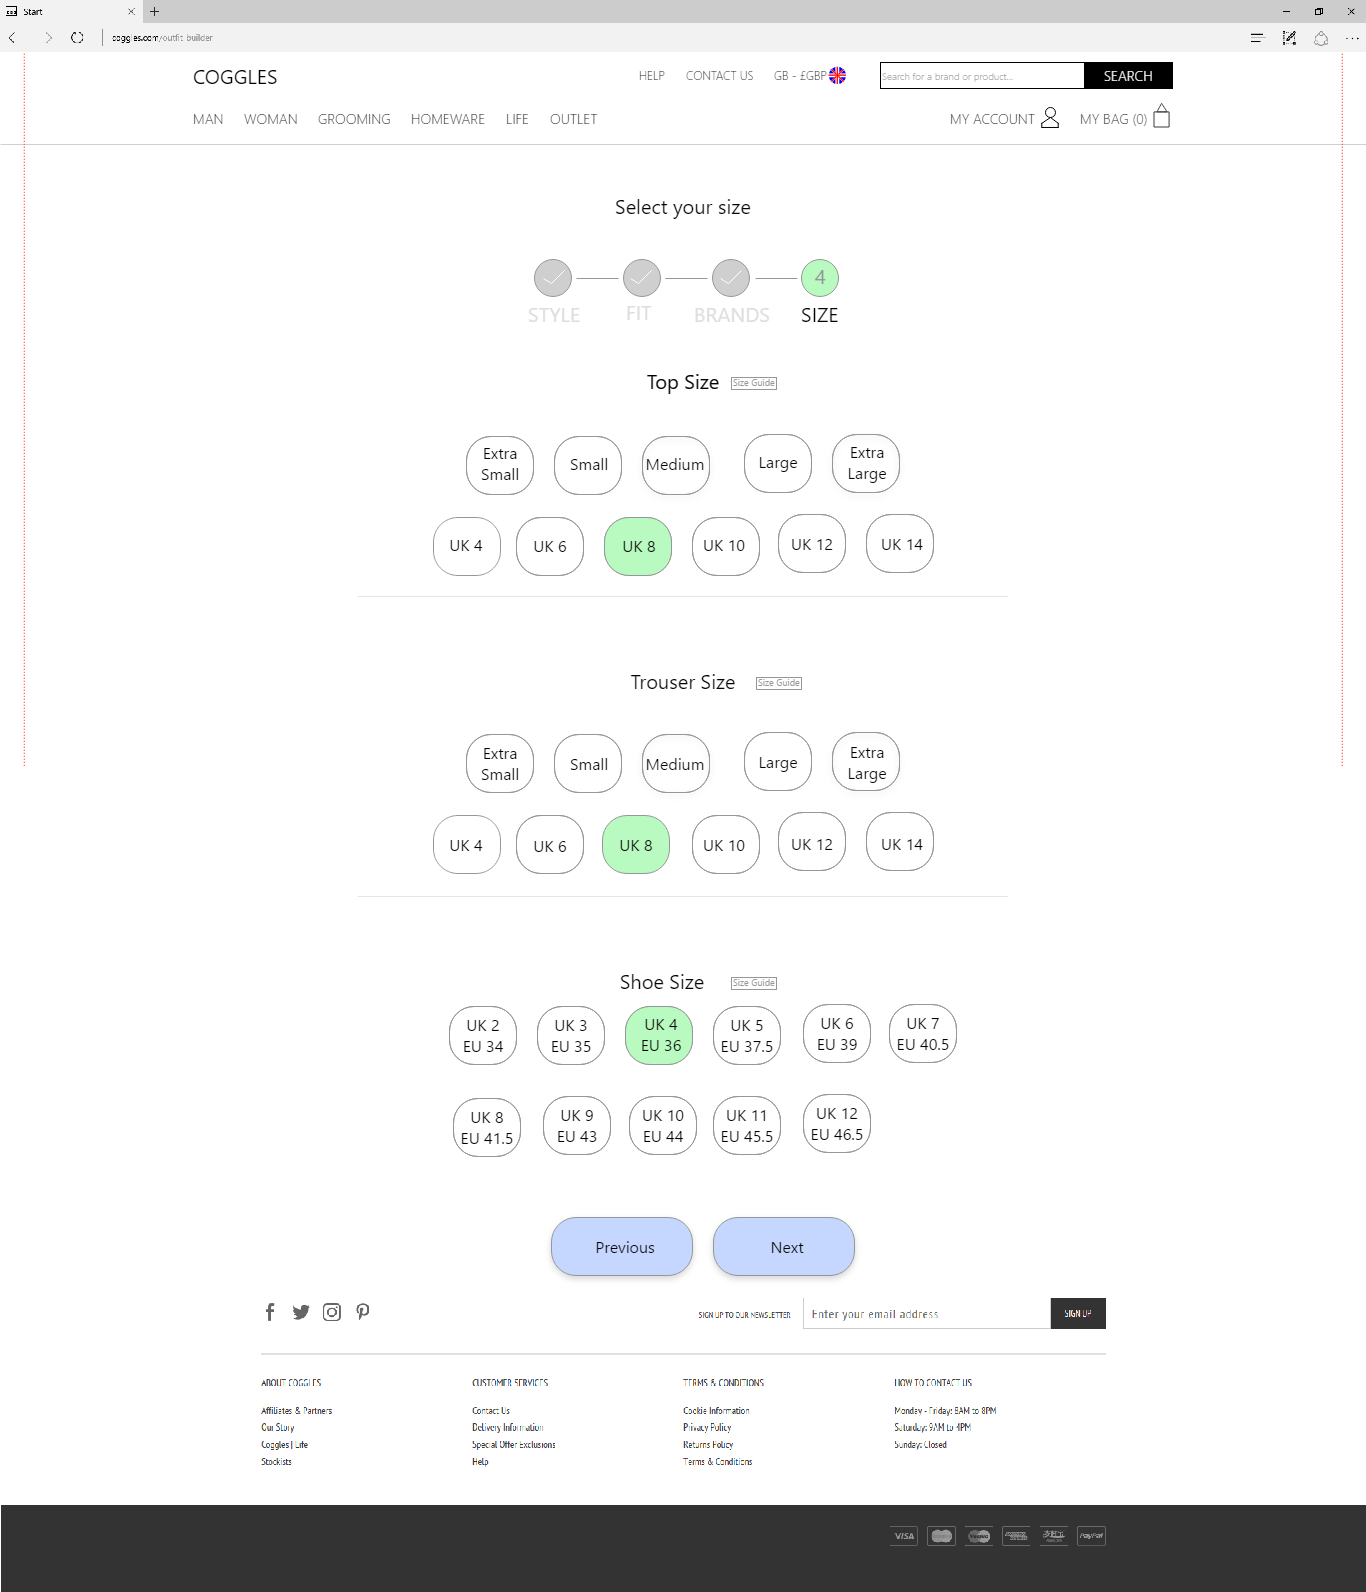 Start
coggles.com/outfit builder
COGGLES
HELP
CONTACT US
GB - £GBP
Search for a brand or product...
SEARCH
MAN
WOMAN
GROOMING
HOMEWARE
LIFE
OUTLET
MY ACCOUNT
MY BAG (0)
Select your size
4
STYLE
FIT
BRANDS
SIZE
Top Size
Size Guide
Extra
Small
Small
Medium
Large
Extra
Large
UK 4
UK 6
UK 8
UK 10
UK 12
UK 14
Trouser Size
Size Guide
Extra
Small
Small
Medium
Large
Extra
Large
UK 4
UK 6
UK 8
UK 10
UK 12
UK 14
Shoe Size
Size Guide
UK 2
EU 34
UK 3
EU 35
UK 4
EU 36
UK 5
EU 37.5
UK 6
EU 39
UK 7
EU 40.5
UK 8
EU 41.5
UK 9
EU 43
UK 10
EU 44
UK 11
EU 45.5
UK 12
EU 46.5
Previous
Next
SIGN UP TO OUR NEWSLETTER
Enter your email address
SIGN UP
ABOUT COGGLES
Affiliates & Partners
Our Story
Coggles | Life
Stockists
CUSTOMER SERVICES
Contact Us
Delivery Information
Special Offer Exclusions
Help
TERMS & CONDITIONS
Cookie Information
Privacy Policy
Returns Policy
Terms & Conditions
HOW TO CONTACT US
Monday - Friday: 8AM to 8PM
Saturday: 9AM to 4PM
Sunday: Closed
VISA
PayPal